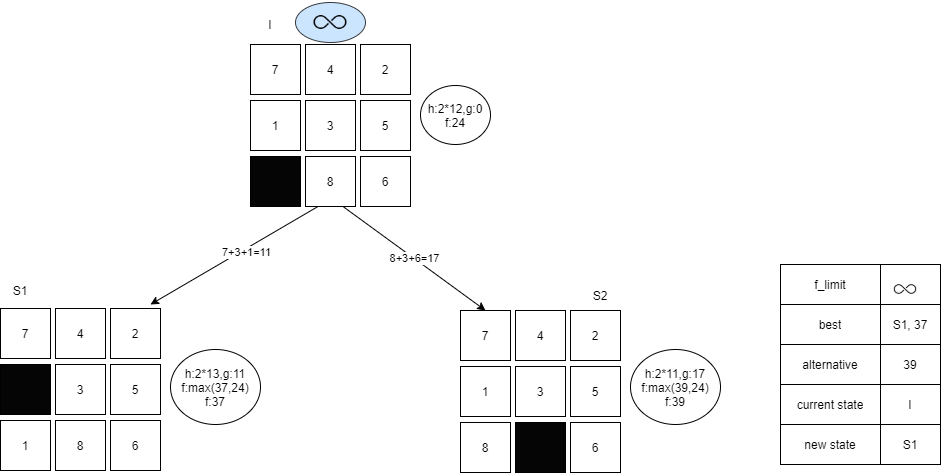 I ∞
7 4 2
1 3 5
8 6
h:2*12,g:0
f:24
7+3+1=11
8+3+6=17
S1
7 4 2
3 5
1 8 6
h:2*13,g:11
f:max(37,24)
f:37
S2
7 4 2
1 3 5
8 6
h:2*11,g:17
f:max(39,24)
f:39
f_limit ∞
best S1, 37
alternative 39
current state I
new state S1